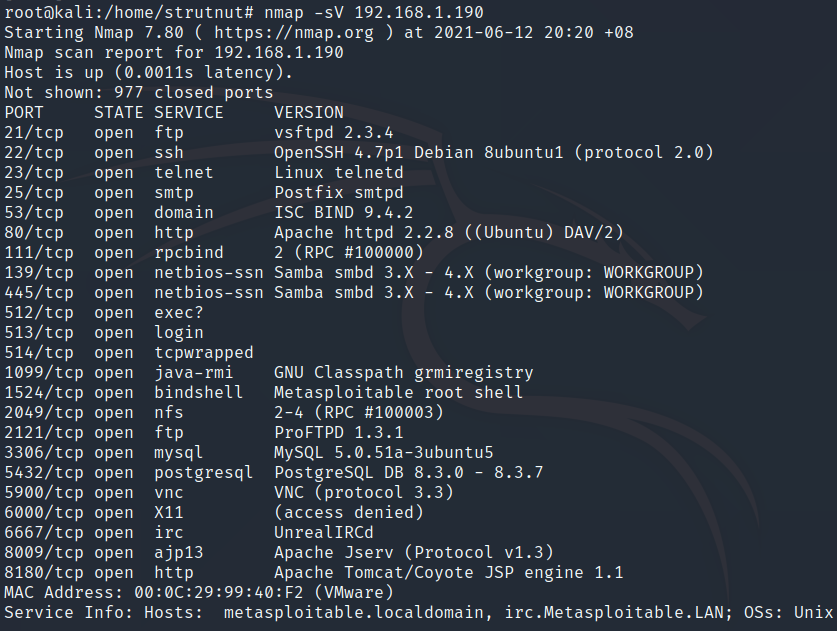 root@kali:/home/strutnut# nmap -sV 192.168.1.190
Starting Nmap 7.80 ( https://nmap.org ) at 2021-06-12 20:20 +08
Nmap scan report for 192.168.1.190
Host is up (0.0011s latency).
Not shown: 977 closed ports
PORT     STATE SERVICE     VERSION
21/tcp   open  ftp         vsftpd 2.3.4
22/tcp   open  ssh         OpenSSH 4.7p1 Debian 8ubuntu1 (protocol 2.0)
23/tcp   open  telnet      Linux telnetd
25/tcp   open  smtp        Postfix smtpd
53/tcp   open  domain      ISC BIND 9.4.2
80/tcp   open  http        Apache httpd 2.2.8 ((Ubuntu) DAV/2)
111/tcp  open  rpcbind     2 (RPC #100000)
139/tcp  open  netbios-ssn Samba smbd 3.X - 4.X (workgroup: WORKGROUP)
445/tcp  open  netbios-ssn Samba smbd 3.X - 4.X (workgroup: WORKGROUP)
512/tcp  open  exec?
513/tcp  open  login
514/tcp  open  tcpwrapped
1099/tcp open  java-rmi    GNU Classpath grmiregistry
1524/tcp open  bindshell   Metasploitable root shell
2049/tcp open  nfs         2-4 (RPC #100003)
2121/tcp open  ftp         ProFTPD 1.3.1
3306/tcp open  mysql       MySQL 5.0.51a-3ubuntu5
5432/tcp open  postgresql  PostgreSQL DB 8.3.0 - 8.3.7
5900/tcp open  vnc         VNC (protocol 3.3)
6000/tcp open  X11         (access denied)
6667/tcp open  irc         UnrealIRCd
8009/tcp open  ajp13       Apache Jserv (Protocol v1.3)
8180/tcp open  http        Apache Tomcat/Coyote JSP engine 1.1
MAC Address: 00:0C:29:99:40:F2 (VMware)
Service Info: Hosts:  metasploitable.localdomain, irc.Metasploitable.LAN; OSs: Unix